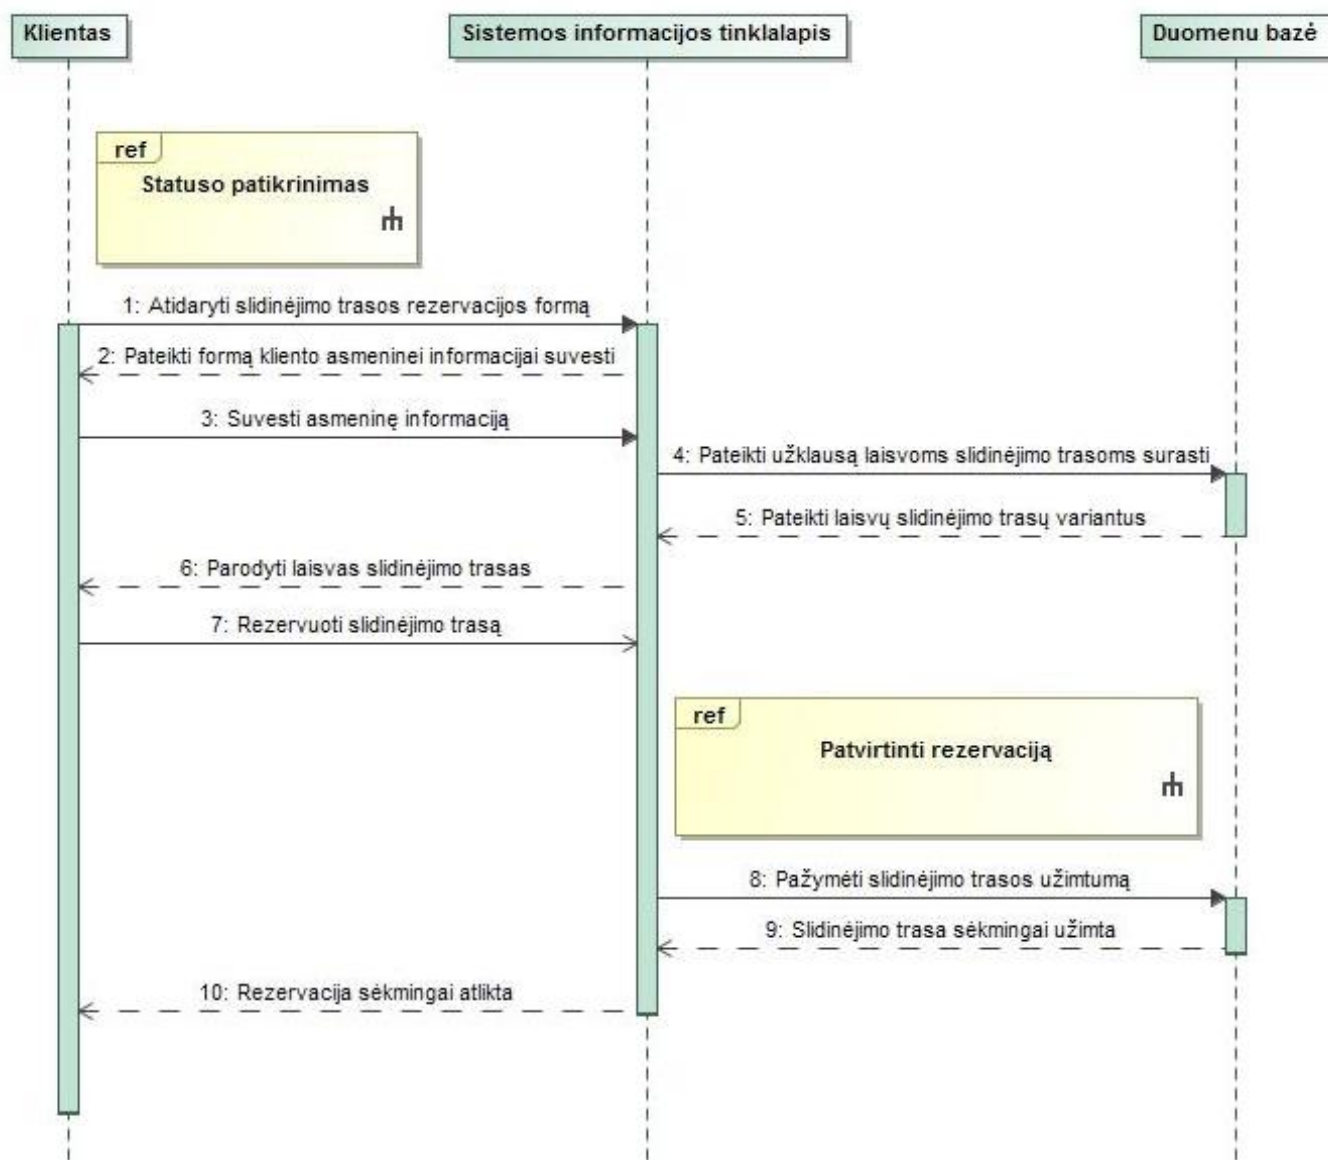 Klientas
Sistemos informacijos tinklalapis
Duomenu bazė
ref
Statuso patikrinimas
1: Atidaryti slidinėjimo trasos rezervacijos formą
2: Pateikti formą kliento asmeninei informacijai suvesti
3: Suvesti asmeninę informaciją
4: Pateikti užklausą laisvoms slidinėjimo trasoms surasti
5: Pateikti laisvų slidinėjimo trasų variantus
6: Parodyti laisvas slidinėjimo trasas
7: Rezervuoti slidinėjimo trasą
ref
Patvirtinti rezervaciją
8: Pažymėti slidinėjimo trasos užimtumą
9: Slidinėjimo trasa sėkmingai užimta
10: Rezervacija sėkmingai atlikta